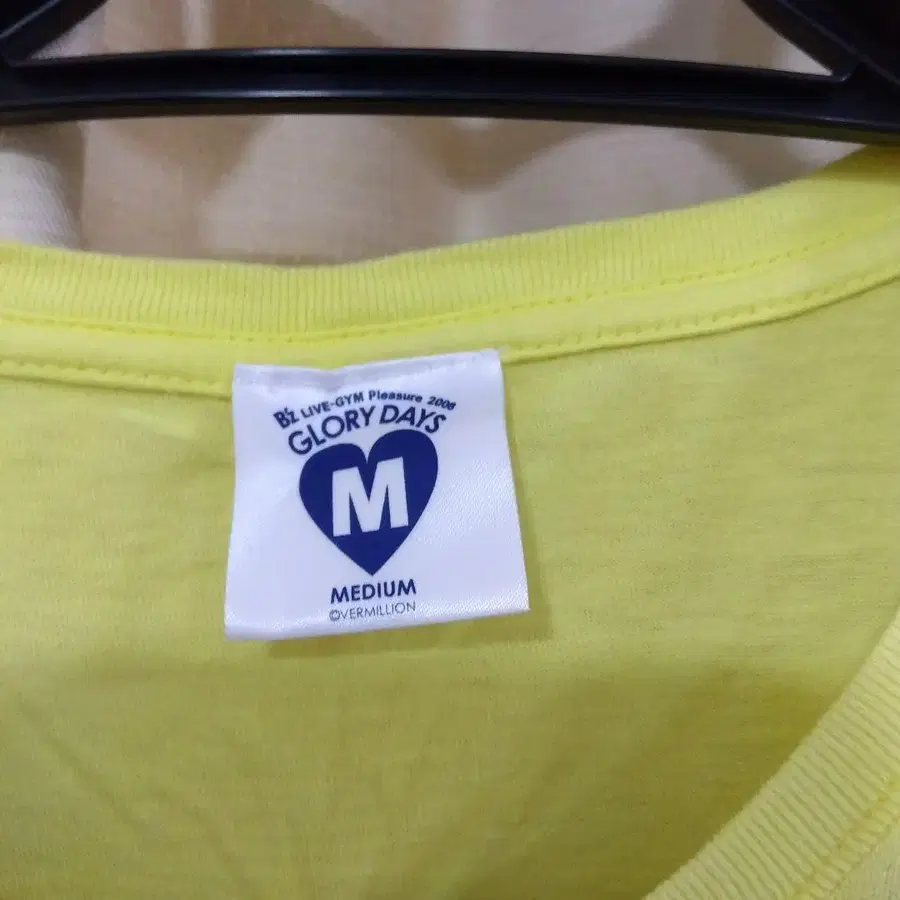 B'z LIVE-GYM Pleasure 2008
GLORY DAYS
M
MEDIUM
©VERMILLION